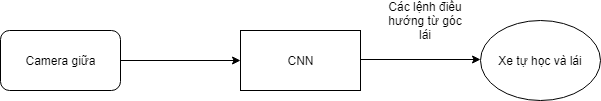 Camera giữa
CNN
Các lệnh điều
hướng từ góc
lái
Xe tự học và lái